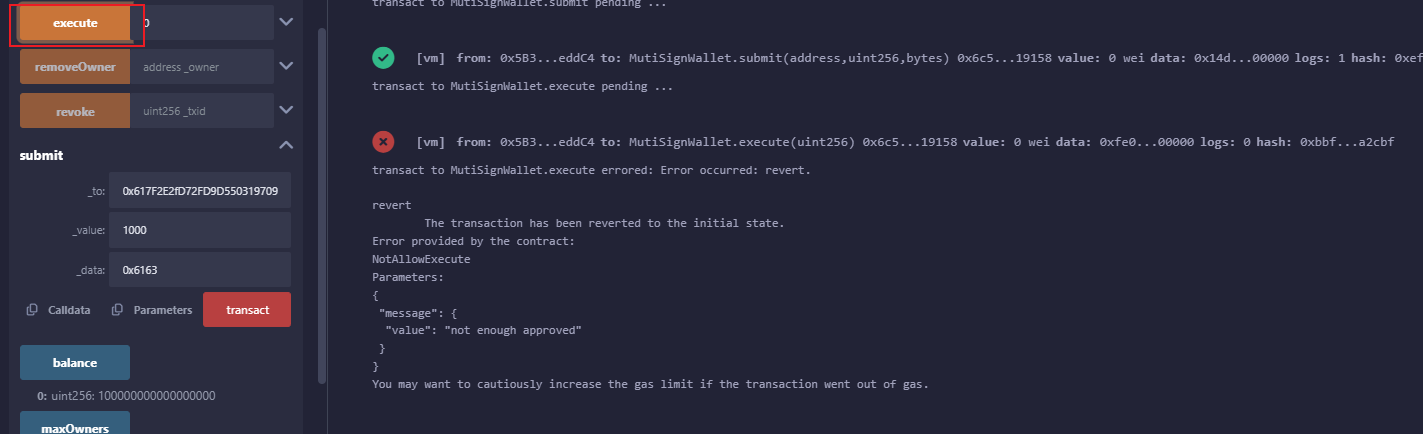 execute
0
removeOwner
address _owner
revoke
uint256 _txid
submit
_to:
0x617F2E2fD72FD9D550319709
_value:
1000
_data:
0x6163
Calldata
Parameters
transact
balance
0: uint256: 100000000000000000
maxOwners
transact to MutiSignWallet.submit pending ...
[vm] from: 0x5B3...eddC4 to: MutiSignWallet.submit(address,uint256,bytes) 0x6c5...19158 value: 0 wei data: 0x14d...00000 logs: 1 hash: 0xef
transact to MutiSignWallet.execute pending ...
[vm] from: 0x5B3...eddC4 to: MutiSignWallet.execute(uint256) 0x6c5...19158 value: 0 wei data: 0xfe0...00000 logs: 0 hash: 0xbbf...a2cbf
transact to MutiSignWallet.execute errored: Error occurred: revert.
revert
The transaction has been reverted to the initial state.
Error provided by the contract:
NotAllowExecute
Parameters:
{
"message": {
"value": "not enough approved"
}
}
You may want to cautiously increase the gas limit if the transaction went out of gas.